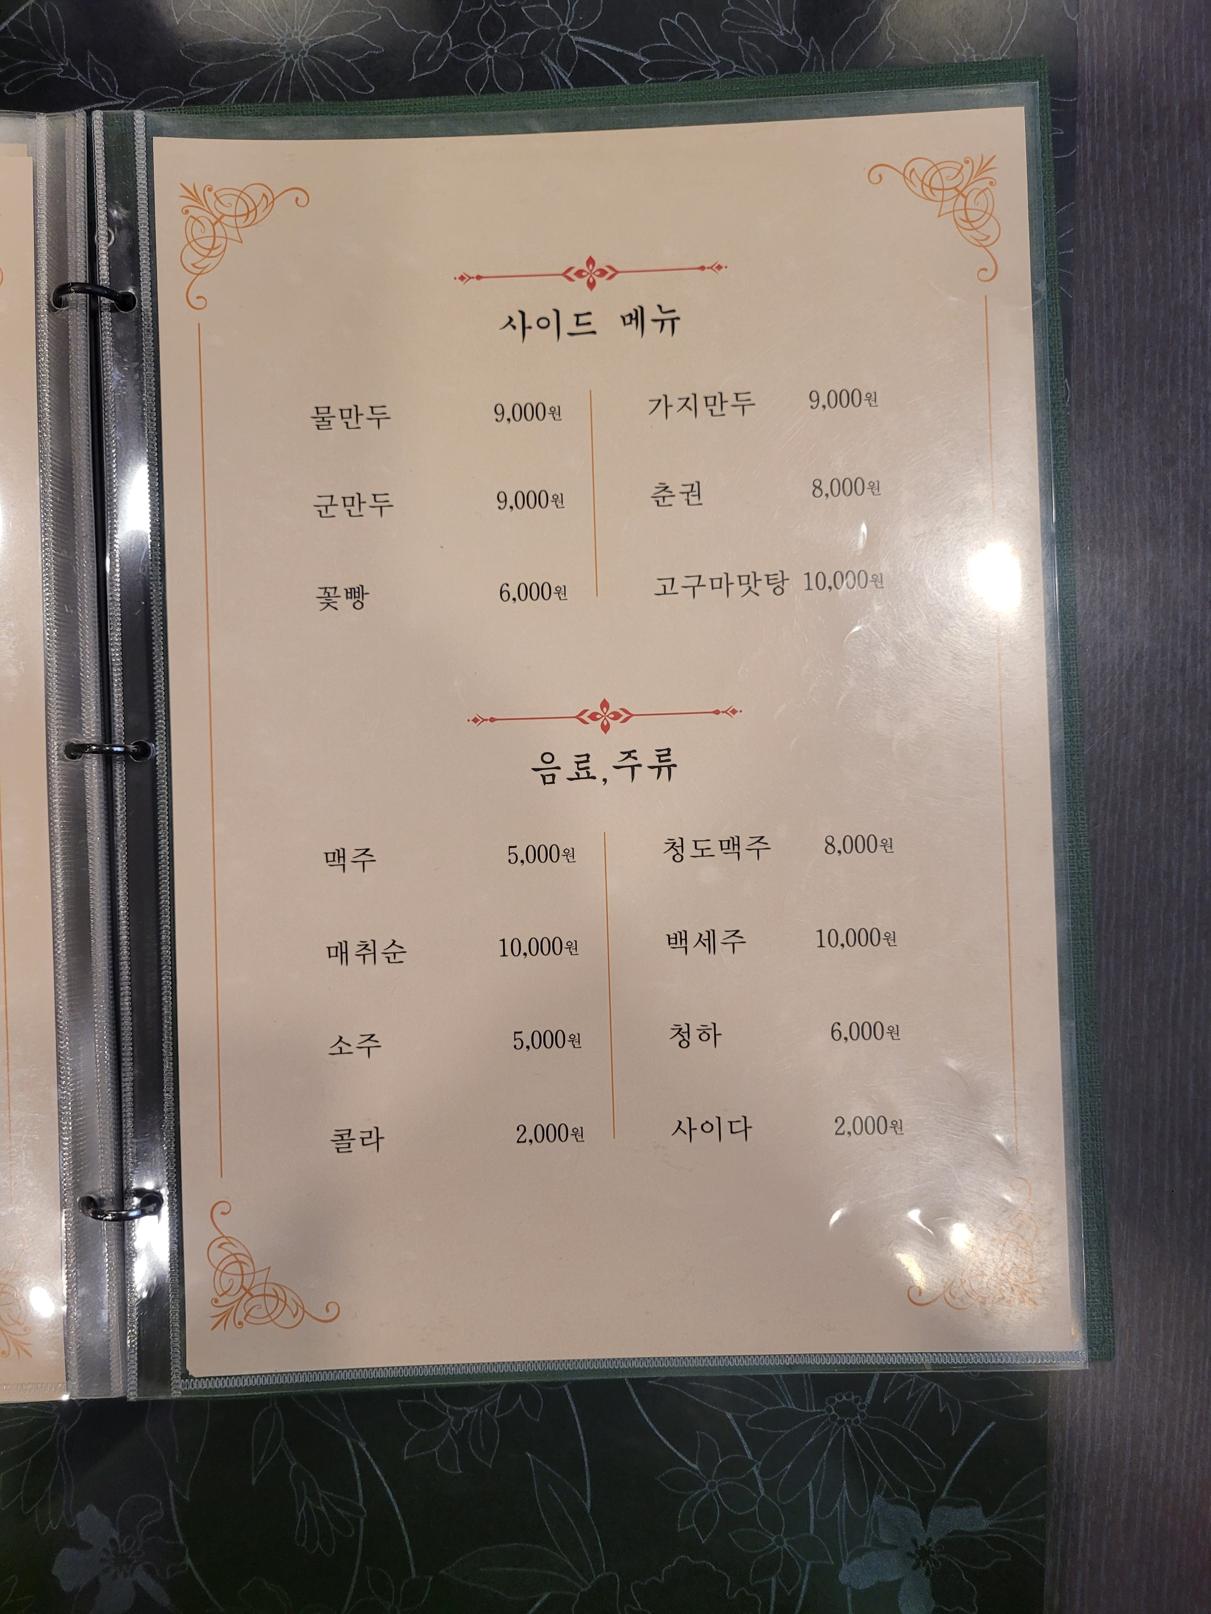 사이드 메뉴
물만두 9,000원
군만두 9,000원
꽃빵 6,000원
가지만두 9,000원
춘권 8,000원
고구마맛탕 10,000원
음료,주류
맥주 5,000원
매취순 10,000원
소주 5,000원
콜라 2,000원
청도맥주 8,000원
백세주 10,000원
청하 6,000원
사이다 2,000원